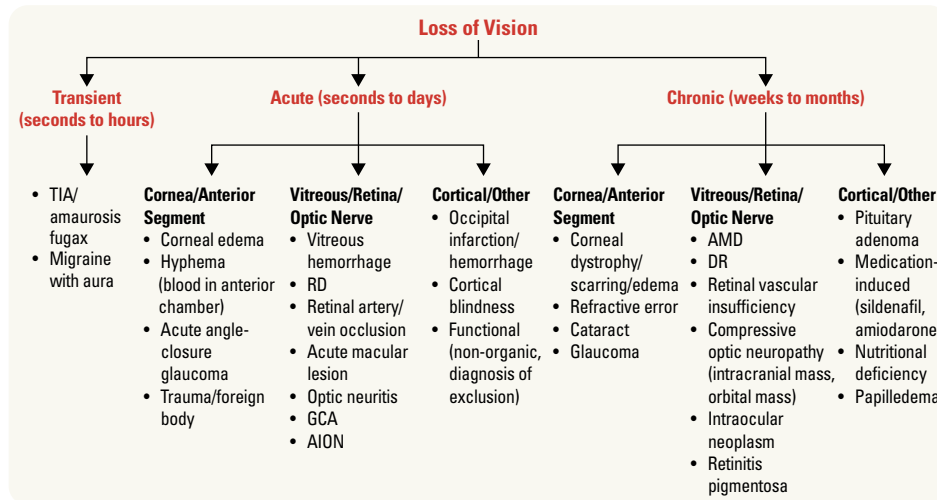 Loss of Vision
Transient
(seconds to hours)
Acute (seconds to days)
Chronic (weeks to months)
• TIA/
amaurosis
fugax
• Migraine
with aura
Cornea/Anterior
Segment
• Corneal edema
• Hyphema
(blood in anterior
chamber)
• Acute angle-
closure
glaucoma
• Trauma/foreign
body
Vitreous/Retina/
Optic Nerve
• Vitreous
hemorrhage
• RD
• Retinal artery/
vein occlusion
• Acute macular
lesion
• Optic neuritis
• GCA
• AION
Cortical/Other
• Occipital
infarction/
hemorrhage
• Cortical
blindness
• Functional
(non-organic,
diagnosis of
exclusion)
Cornea/Anterior
Segment
• Corneal
dystrophy/
scarring/edema
• Refractive error
• Cataract
• Glaucoma
Vitreous/Retina/
Optic Nerve
• AMD
• DR
• Retinal vascular
insufficiency
• Compressive
optic neuropathy
(intracranial mass,
orbital mass)
• Intraocular
neoplasm
• Retinitis
pigmentosa
Cortical/Other
• Pituitary
adenoma
• Medication-
induced
(sildenafil,
amiodarone
• Nutritional
deficiency
• Papilledema